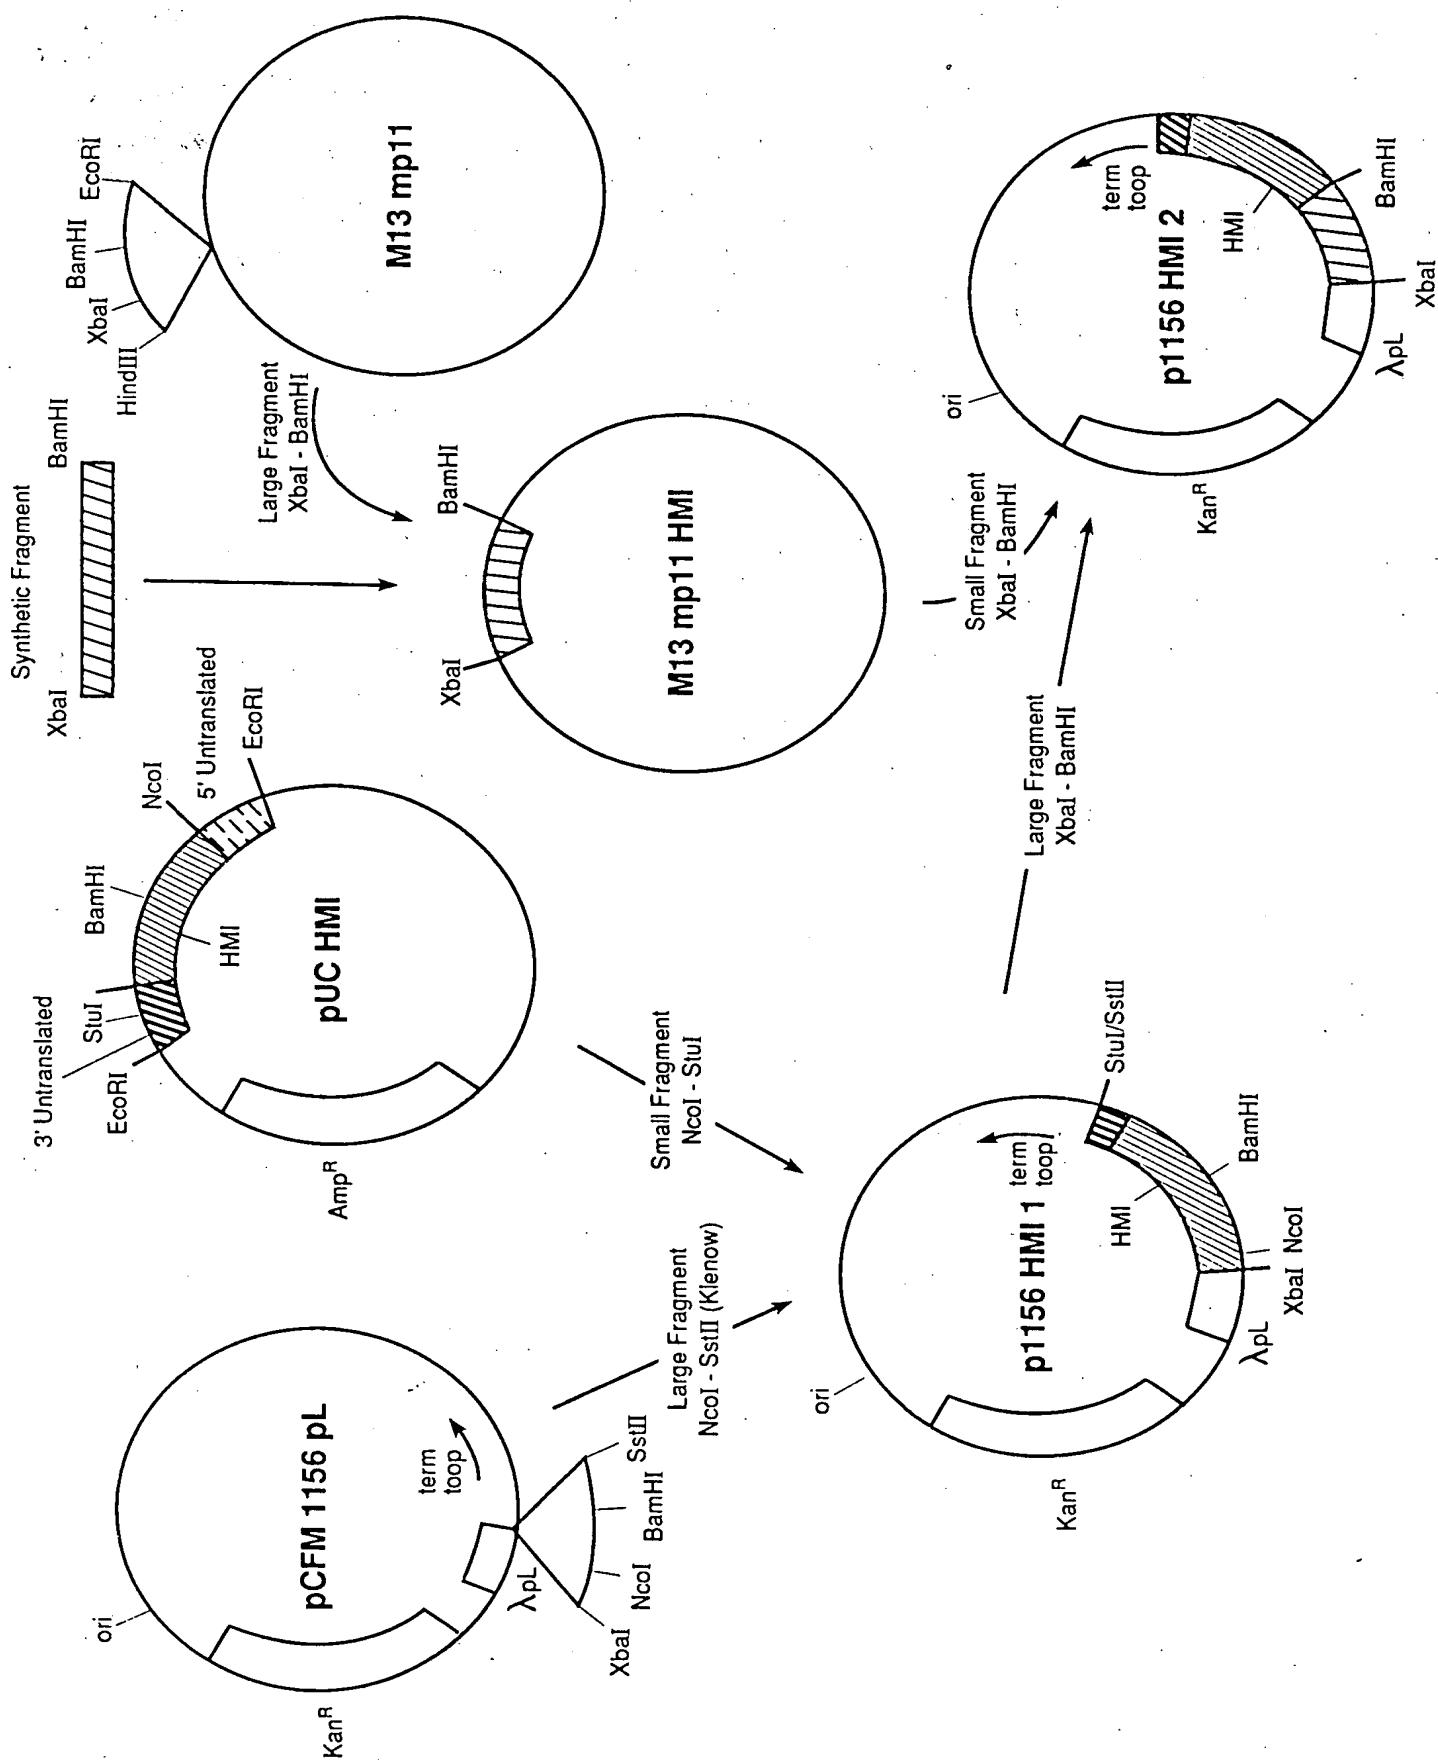 Synthetic Fragment
XbaI
BamHI
HindIII
XbaI
BamHI
EcoRI
M13 mp11
Large Fragment
XbaI - BamHI
3' Untranslated
EcoRI
StuI
BamHI
NcoI
5' Untranslated
EcoRI
HMI
pUC HMI
Amp^R
XbaI
BamHI
M13 mp11 HMI
ori
pCFM 1156 pL
Kan^R
term
toop
λpL
XbaI
NcoI
BamHI
SstII
Large Fragment
NcoI - SstII (Klenow)
Small Fragment
NcoI - StuI
Small Fragment
XbaI - BamHI
Large Fragment
XbaI - BamHI
ori
p1156 HMI 1
term
toop
StuI/SstII
HMI
BamHI
Kan^R
λpL
XbaI
NcoI
ori
p1156 HMI 2
term
toop
HMI
BamHI
Kan^R
λpL
XbaI